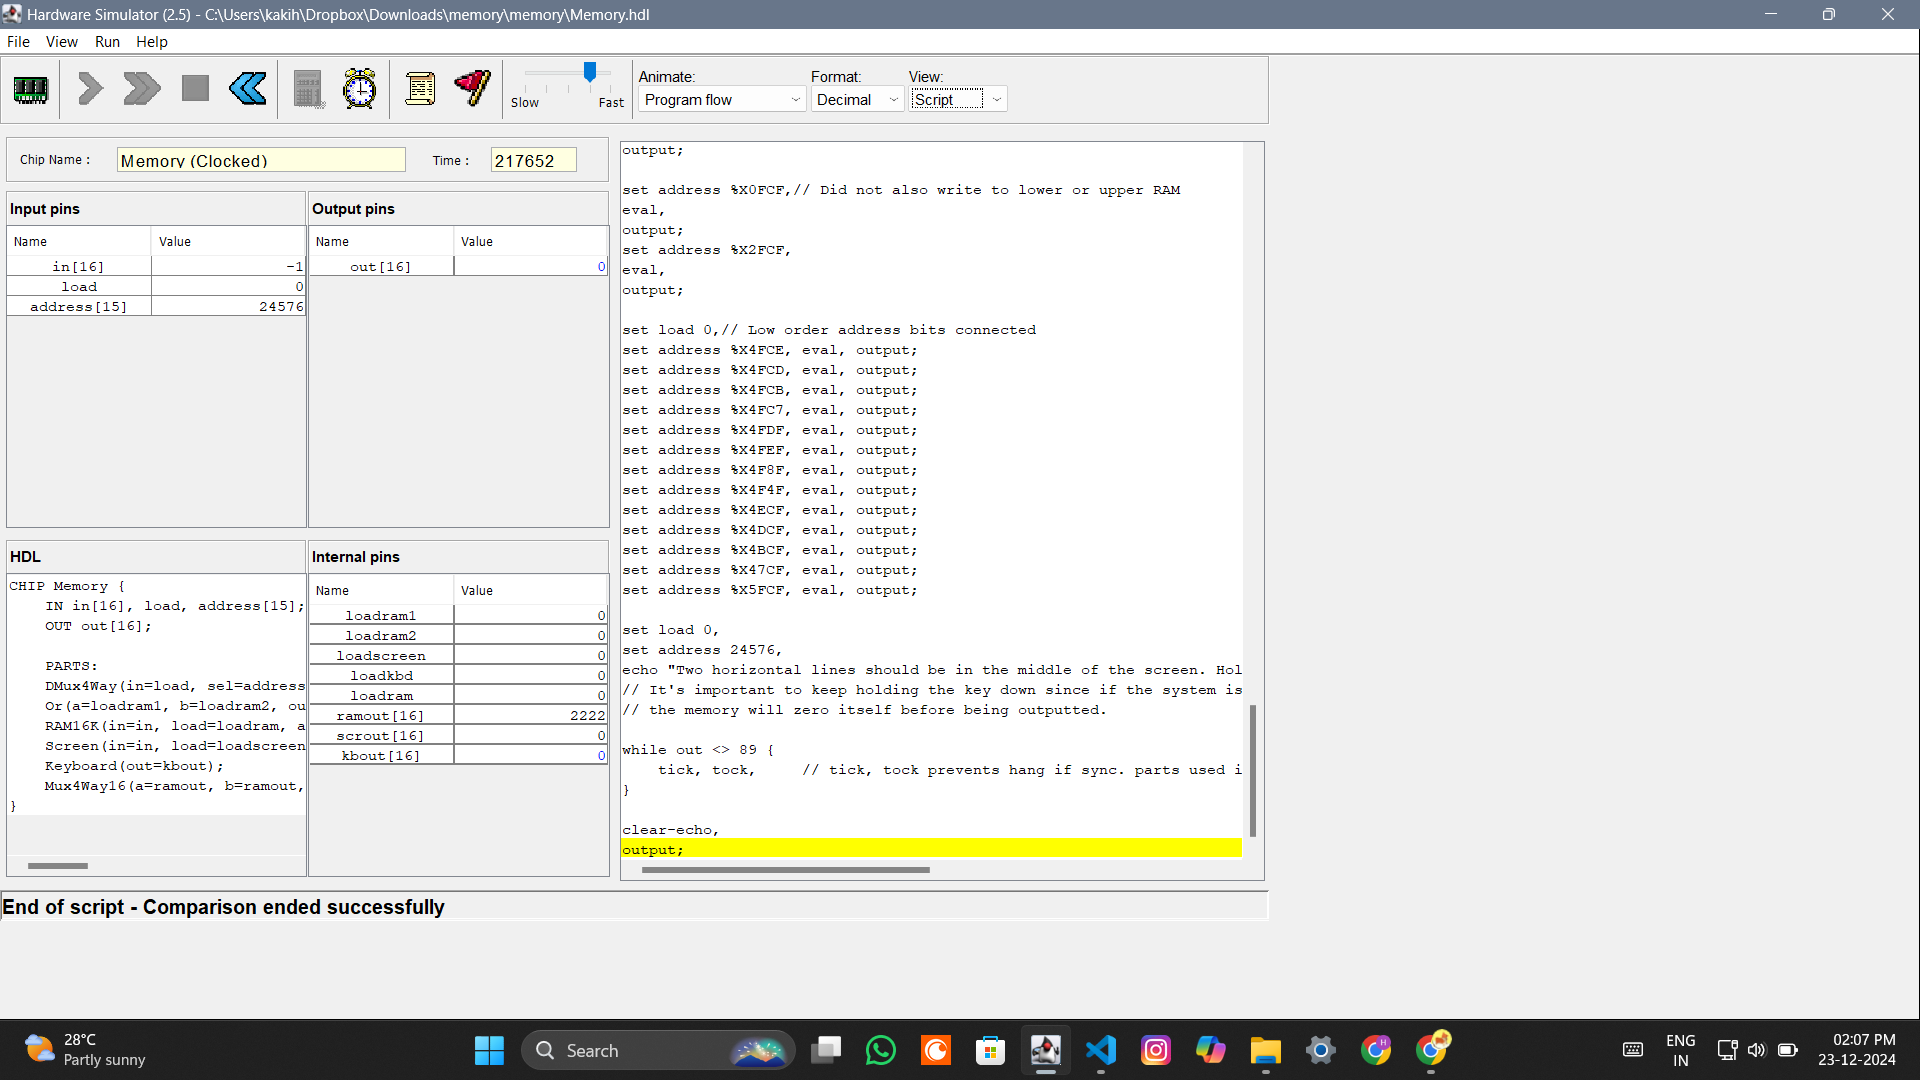 Hardware Simulator (2.5) - C:\Users\kakih\Dropbox\Downloads\memory\memory\Memory.hdl
File View Run Help
Slow Fast
Animate: Format: View:
Program flow Decimal Script
Chip Name : Memory (Clocked) Time : 217652
Input pins
Name Value
in[16] -1
load 0
address[15] 24576
Output pins
Name Value
out[16] 0
HDL
CHIP Memory {
IN in[16], load, address[15];
OUT out[16];
PARTS:
DMux4Way(in=load, sel=address
Or(a=loadram1, b=loadram2, ou
RAM16K(in=in, load=loadram, a
Screen(in=in, load=loadscreen
Keyboard(out=kbout);
Mux4Way16(a=ramout, b=ramout,
}
Internal pins
Name Value
loadram1 0
loadram2 0
loadscreen 0
loadkbd 0
loadram 0
ramout[16] 2222
scrout[16] 0
kbout[16] 0
output;
set address %X0FCF,// Did not also write to lower or upper RAM
eval,
output;
set address %X2FCF,
eval,
output;
set load 0,// Low order address bits connected
set address %X4FCE, eval, output;
set address %X4FCD, eval, output;
set address %X4FCB, eval, output;
set address %X4FC7, eval, output;
set address %X4FDF, eval, output;
set address %X4FEF, eval, output;
set address %X4F8F, eval, output;
set address %X4F4F, eval, output;
set address %X4ECF, eval, output;
set address %X4DCF, eval, output;
set address %X4BCF, eval, output;
set address %X47CF, eval, output;
set address %X5FCF, eval, output;
set load 0,
set address 24576,
echo "Two horizontal lines should be in the middle of the screen. Hol
// It's important to keep holding the key down since if the system is
// the memory will zero itself before being outputted.
while out <> 89 {
tick, tock, // tick, tock prevents hang if sync. parts used i
}
clear-echo,
output;
End of script - Comparison ended successfully
28°C
Partly sunny
Search
ENG
IN
02:07 PM
23-12-2024